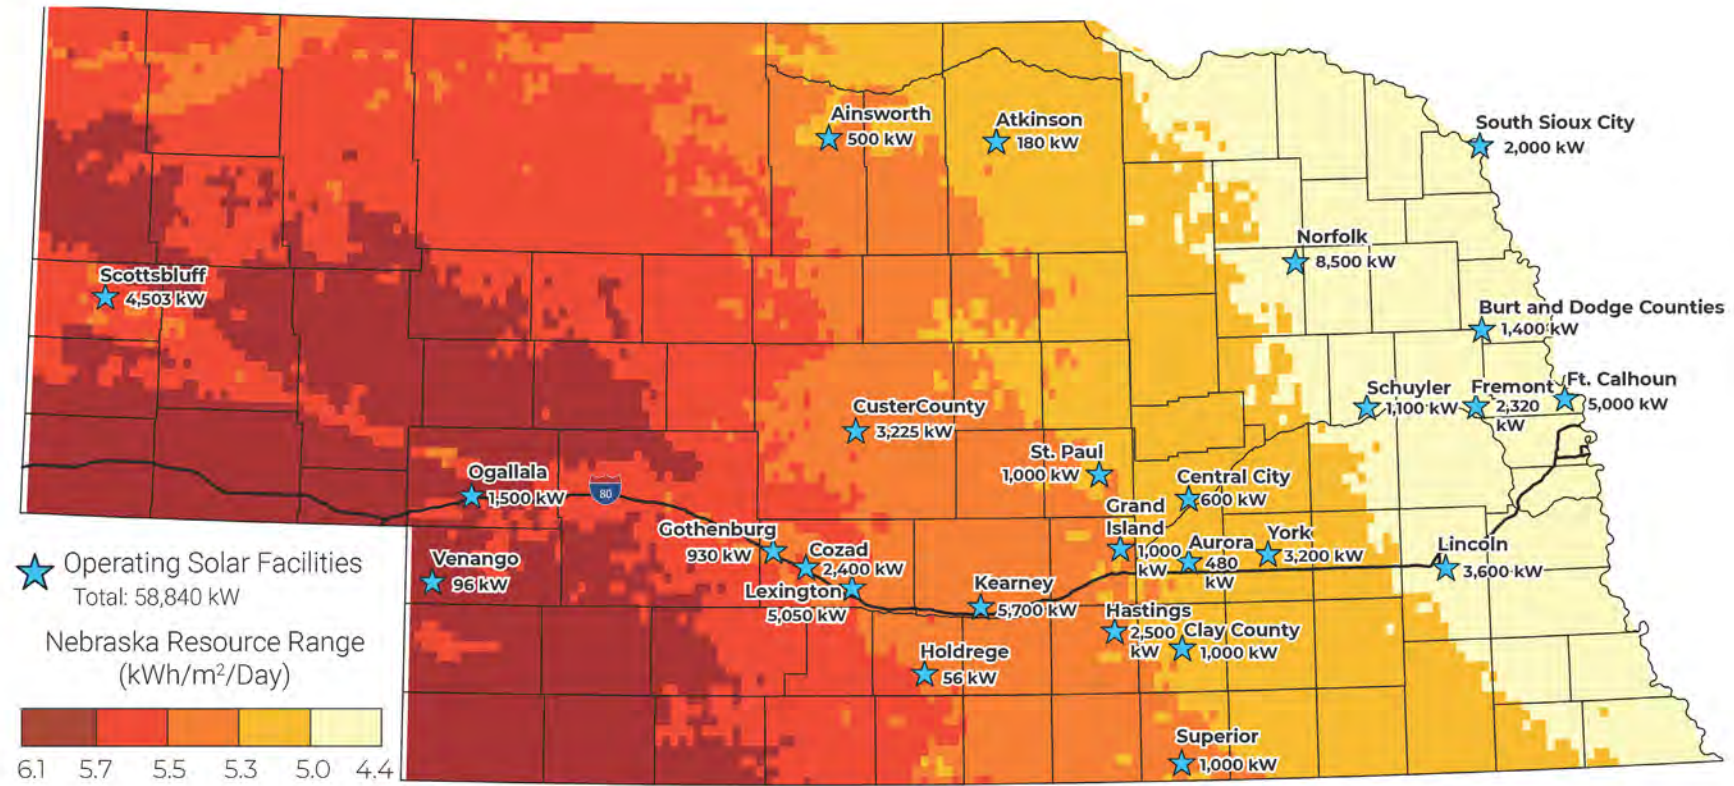 Ainsworth
500 kW
Atkinson
180 kW
South Sioux City
2,000 kW
Norfolk
8,500 kW
Scottsbluff
4,503 kW
Burt and Dodge Counties
1,400 kW
Schuyler
1,100 kW
Fremont
2,320
kW
Ft. Calhoun
5,000 kW
CusterCounty
3,225 kW
St. Paul
1,000 kW
Ogallala
1,500 kW
80
Central City
600 kW
Grand
Island
1,000
kW
Aurora
480
kW
York
3,200 kW
Lincoln
3,600 kW
Gothenburg
930 kW
Cozad
2,400 kW
Venango
96 kW
Lexington
5,050 kW
Kearney
5,700 kW
Hastings
2,500
kW
Clay County
1,000 kW
Holdrege
56 kW
Superior
1,000 kW
Operating Solar Facilities
Total: 58,840 kW
Nebraska Resource Range
(kWh/m²/Day)
6.1 5.7 5.5 5.3 5.0 4.4